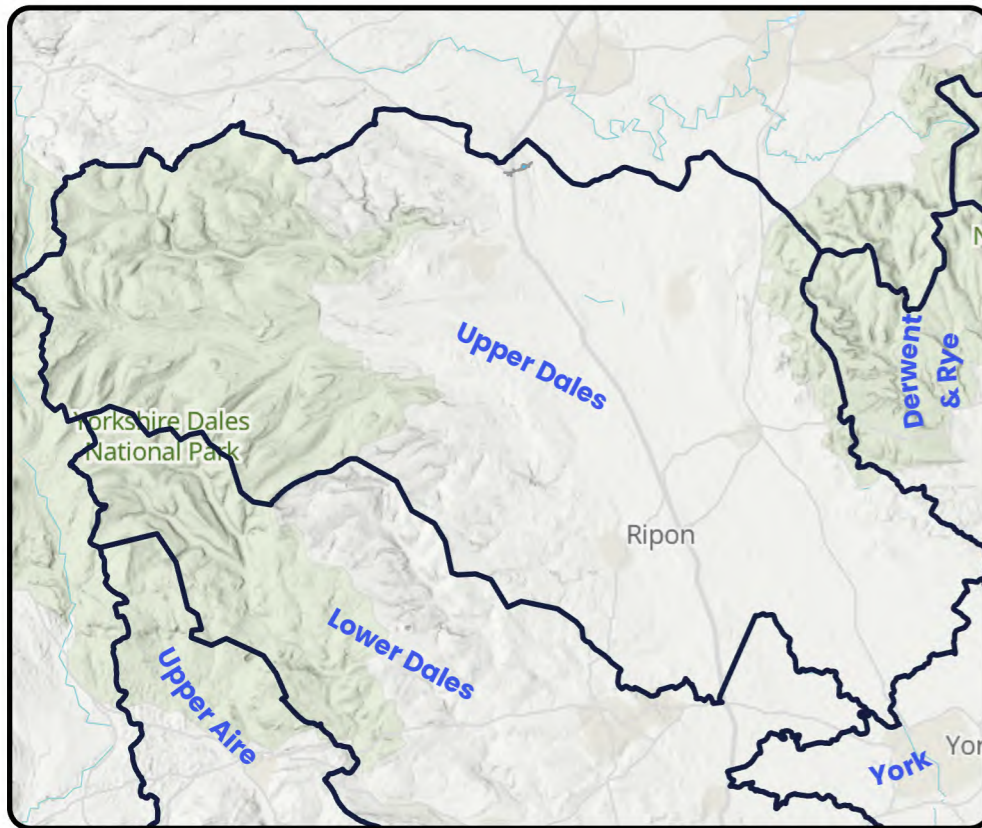 N
Upper Dales
Derwent
& Rye
Yorkshire Dales
National Park
Ripon
Lower Dales
Upper Aire
York
Yor